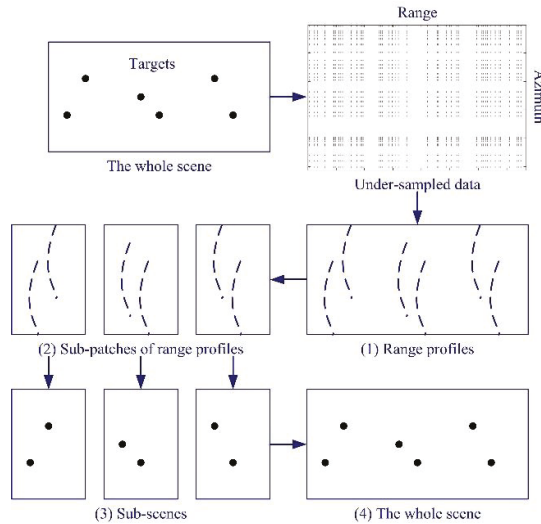 Range
Targets
Azimuth
The whole scene
Under-sampled data
(2) Sub-patches of range profiles
(1) Range profiles
(3) Sub-scenes
(4) The whole scene